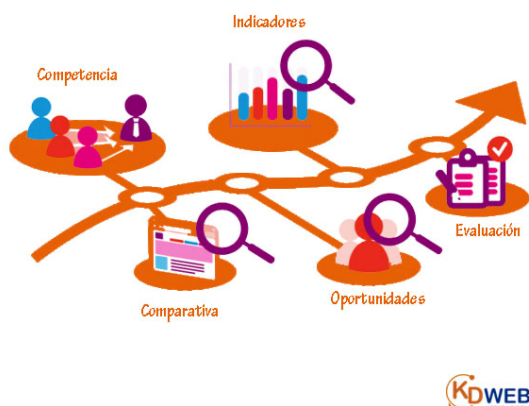 Indicadores
Competencia
Evaluación
Oportunidades
Comparativa
KDWEB